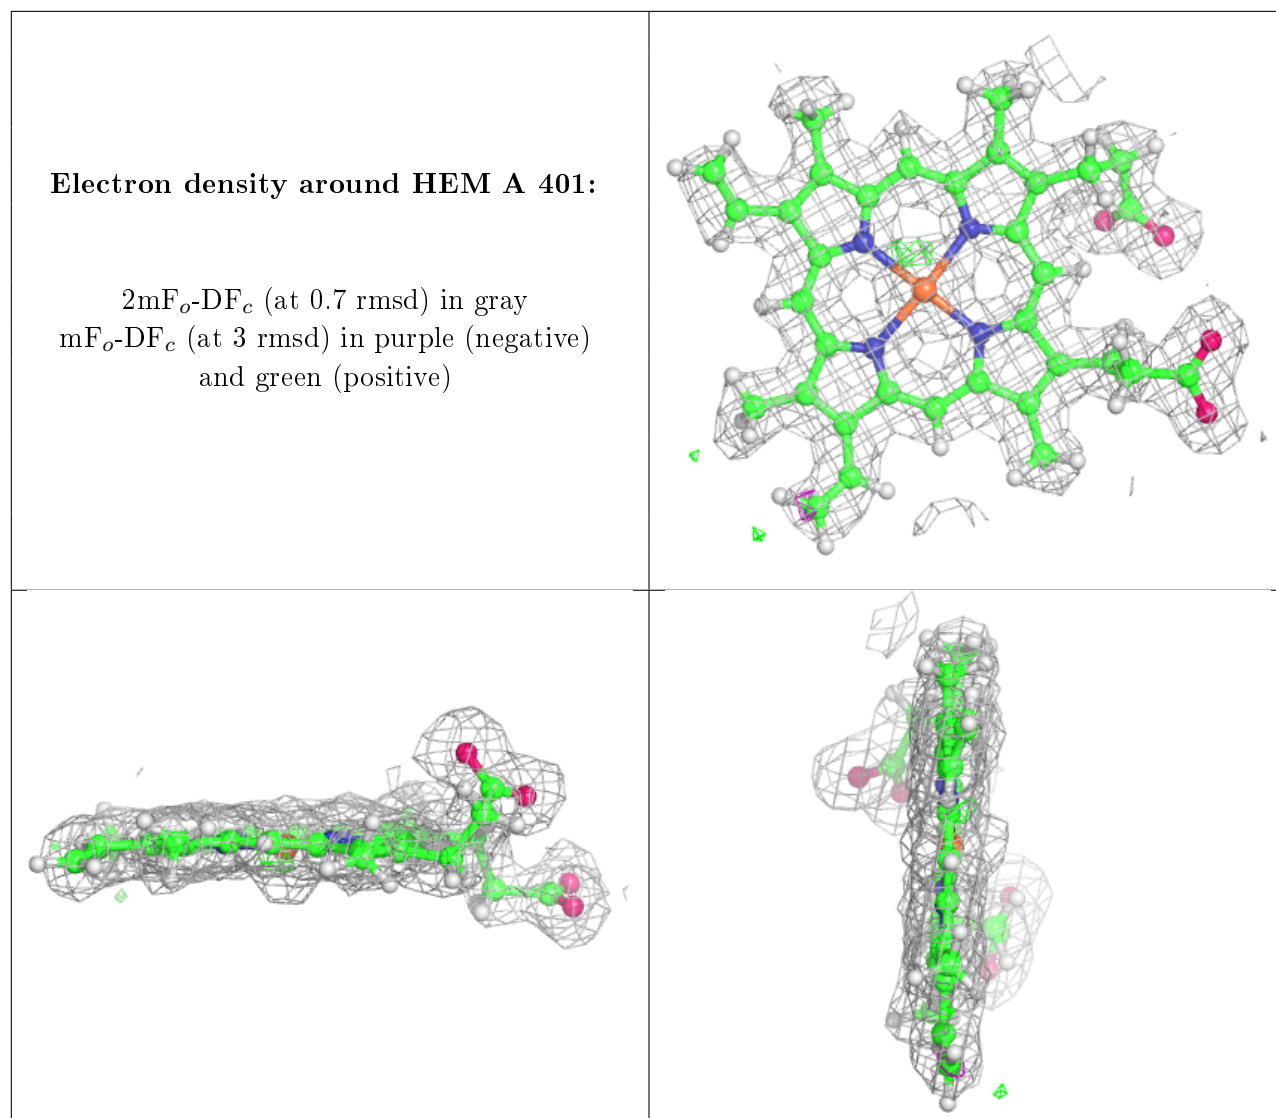 Electron density around HEM A 401:
2mFₒ-DF𝒸 (at 0.7 rmsd) in gray
mFₒ-DF𝒸 (at 3 rmsd) in purple (negative)
and green (positive)